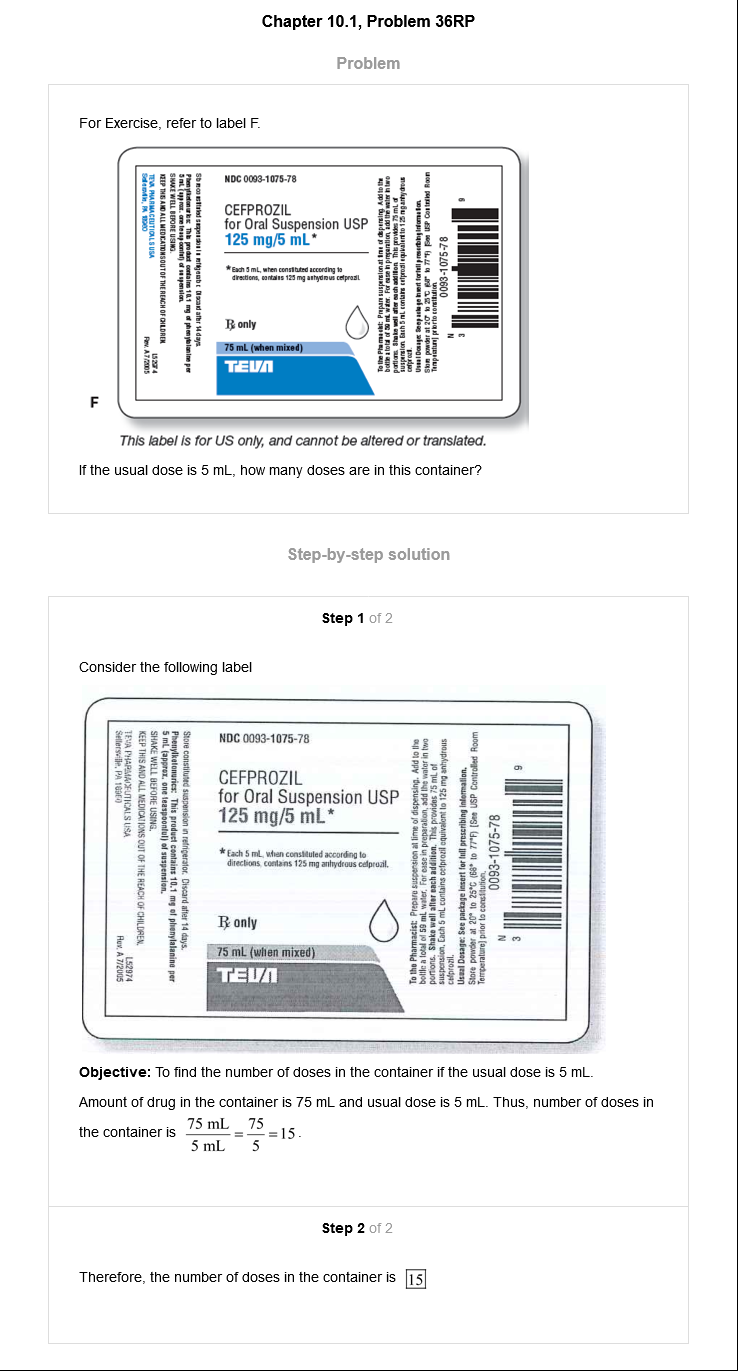 Chapter 10.1, Problem 36RP
Problem
For Exercise, refer to label F.
Store constituted suspension in refrigerator. Discard after 14 days.
Phenylketonurics: This product contains 10.1 mg of phenylalanine per
5 mL (approx. one teaspoonful) of suspension.
SHAKE WELL BEFORE USING.
KEEP THIS AND ALL MEDICATIONS OUT OF THE REACH OF CHILDREN.
TEVA PHARMACEUTICALS USA
Sellersville, PA 18960
Rev. A 7/2005
NDC 0093-1075-78
CEFPROZIL
for Oral Suspension USP
125 mg/5 mL*
*Each 5 mL, when constituted according to
directions, contains 125 mg anhydrous cefprozil.
℞ only
75 mL (when mixed)
TEVA
To the Pharmacist: Prepare suspension at time of dispensing. Add to the
bottle a total of 59 mL water. For ease in preparation, add the water in two
portions. Shake well after each addition. This provides 75 mL of
suspension. Each 5 mL contains cefprozil equivalent to 125 mg anhydrous
cefprozil.
Usual Dosage: See package insert for full prescribing information.
Store powder at 20° to 25°C (68° to 77°F) [See USP Controlled Room
Temperature] prior to constitution.
0093-1075-78
N
3
9
F
This label is for US only, and cannot be altered or translated.
If the usual dose is 5 mL, how many doses are in this container?
Step-by-step solution
Step 1 of 2
Consider the following label
Store constituted suspension in refrigerator. Discard after 14 days.
Phenylketonurics: This product contains 10.1 mg of phenylalanine per
5 mL (approx. one teaspoonful) of suspension.
SHAKE WELL BEFORE USING.
KEEP THIS AND ALL MEDICATIONS OUT OF THE REACH OF CHILDREN.
TEVA PHARMACEUTICALS USA
Sellersville, PA 18960
L52974
Rev. A 7/2005
NDC 0093-1075-78
CEFPROZIL
for Oral Suspension USP
125 mg/5 mL*
*Each 5 mL, when constituted according to
directions, contains 125 mg anhydrous cefprozil.
℞ only
75 mL (when mixed)
TEVA
To the Pharmacist: Prepare suspension at time of dispensing. Add to the
bottle a total of 59 mL water. For ease in preparation, add the water in two
portions. Shake well after each addition. This provides 75 mL of
suspension. Each 5 mL contains cefprozil equivalent to 125 mg anhydrous
cefprozil.
Usual Dosage: See package insert for full prescribing information.
Store powder at 20° to 25°C (68° to 77°F) [See USP Controlled Room
Temperature] prior to constitution.
0093-1075-78
N
3
9
Objective: To find the number of doses in the container if the usual dose is 5 mL.
Amount of drug in the container is 75 mL and usual dose is 5 mL. Thus, number of doses in
the container is 75 mL / 5 mL = 75 / 5 = 15.
Step 2 of 2
Therefore, the number of doses in the container is 15